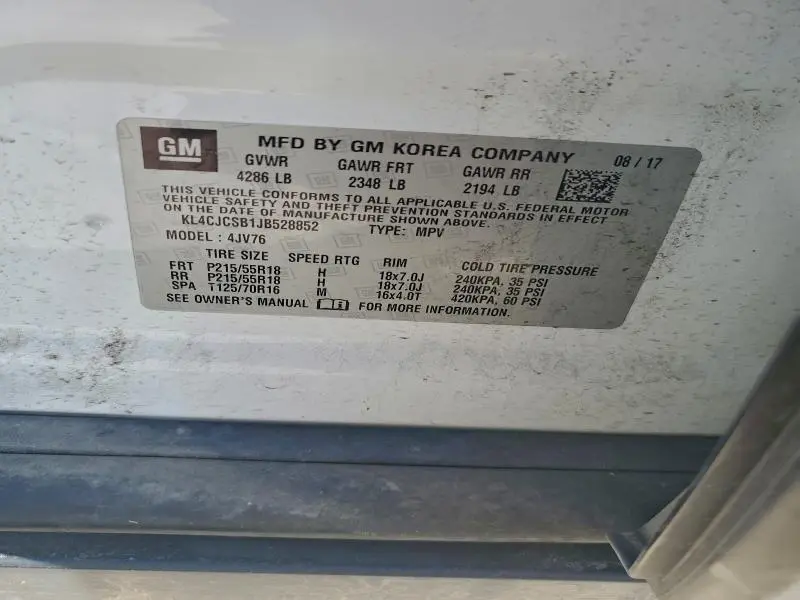 GM
MFD BY GM KOREA COMPANY 08 / 17
GVWR GAWR FRT GAWR RR
4286 LB 2348 LB 2194 LB
THIS VEHICLE CONFORMS TO ALL APPLICABLE U.S. FEDERAL MOTOR
VEHICLE SAFETY AND THEFT PREVENTION STANDARDS IN EFFECT
ON THE DATE OF MANUFACTURE SHOWN ABOVE.
KL4CJCSB1JB528852 TYPE: MPV
MODEL : 4JV76
TIRE SIZE SPEED RTG RIM COLD TIRE PRESSURE
FRT P215/55R18 H 18x7.0J 240KPA, 35 PSI
RR P215/55R18 H 18x7.0J 240KPA, 35 PSI
SPA T125/70R16 M 16x4.0T 420KPA, 60 PSI
SEE OWNER'S MANUAL FOR MORE INFORMATION.